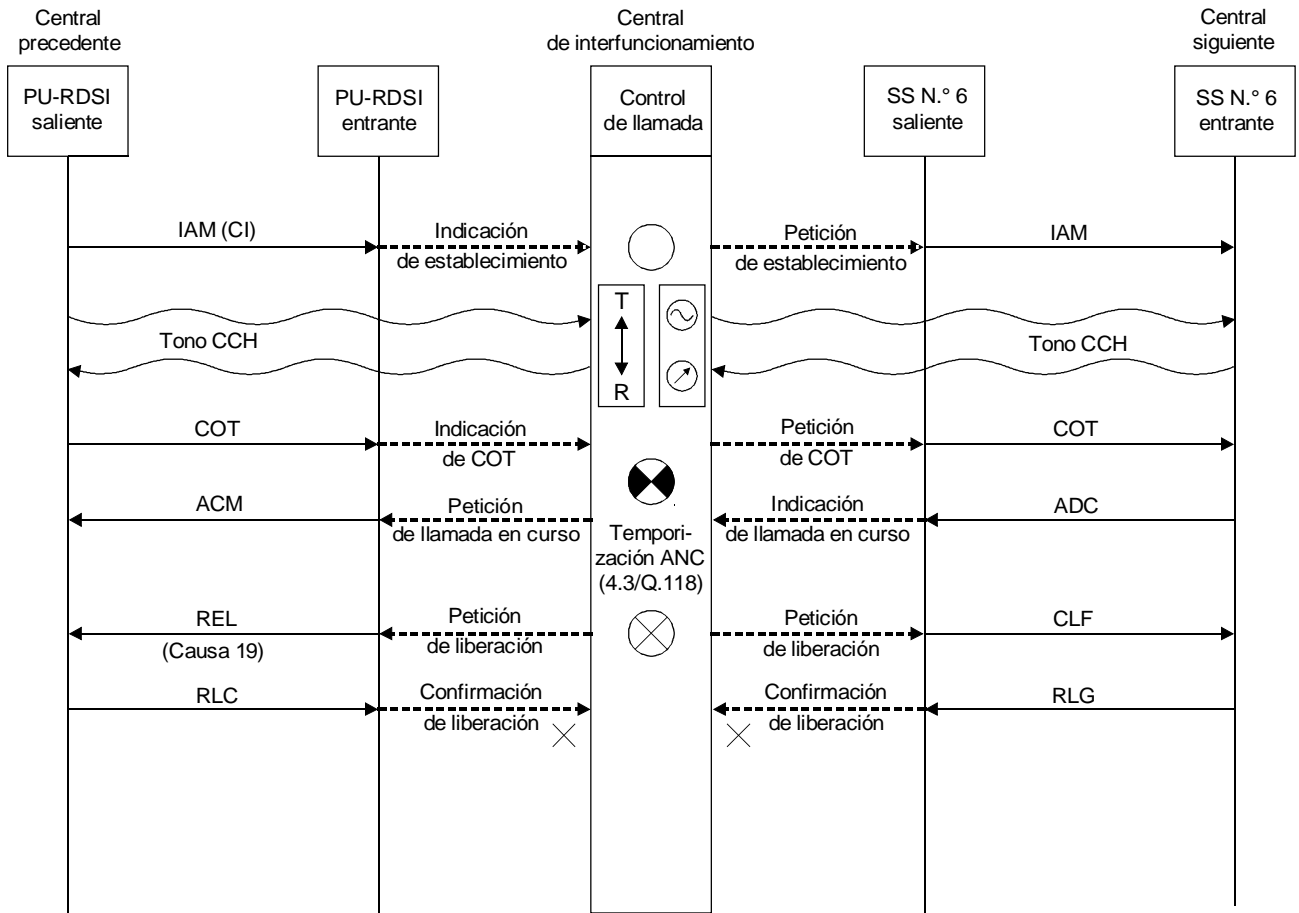 Central
precedente
Central
de interfuncionamiento
Central
siguiente
PU-RDSI
saliente
PU-RDSI
entrante
Control
de llamada
SS N.° 6
saliente
SS N.° 6
entrante
IAM (CI)
Indicación
de establecimiento
Petición
de establecimiento
IAM
Tono CCH
T
R
Tono CCH
COT
Indicación
de COT
Petición
de COT
COT
ACM
Petición
de llamada en curso
Tempori-
zación ANC
(4.3/Q.118)
Indicación
de llamada en curso
ADC
REL
(Causa 19)
Petición
de liberación
Petición
de liberación
CLF
RLC
Confirmación
de liberación
Confirmación
de liberación
RLG